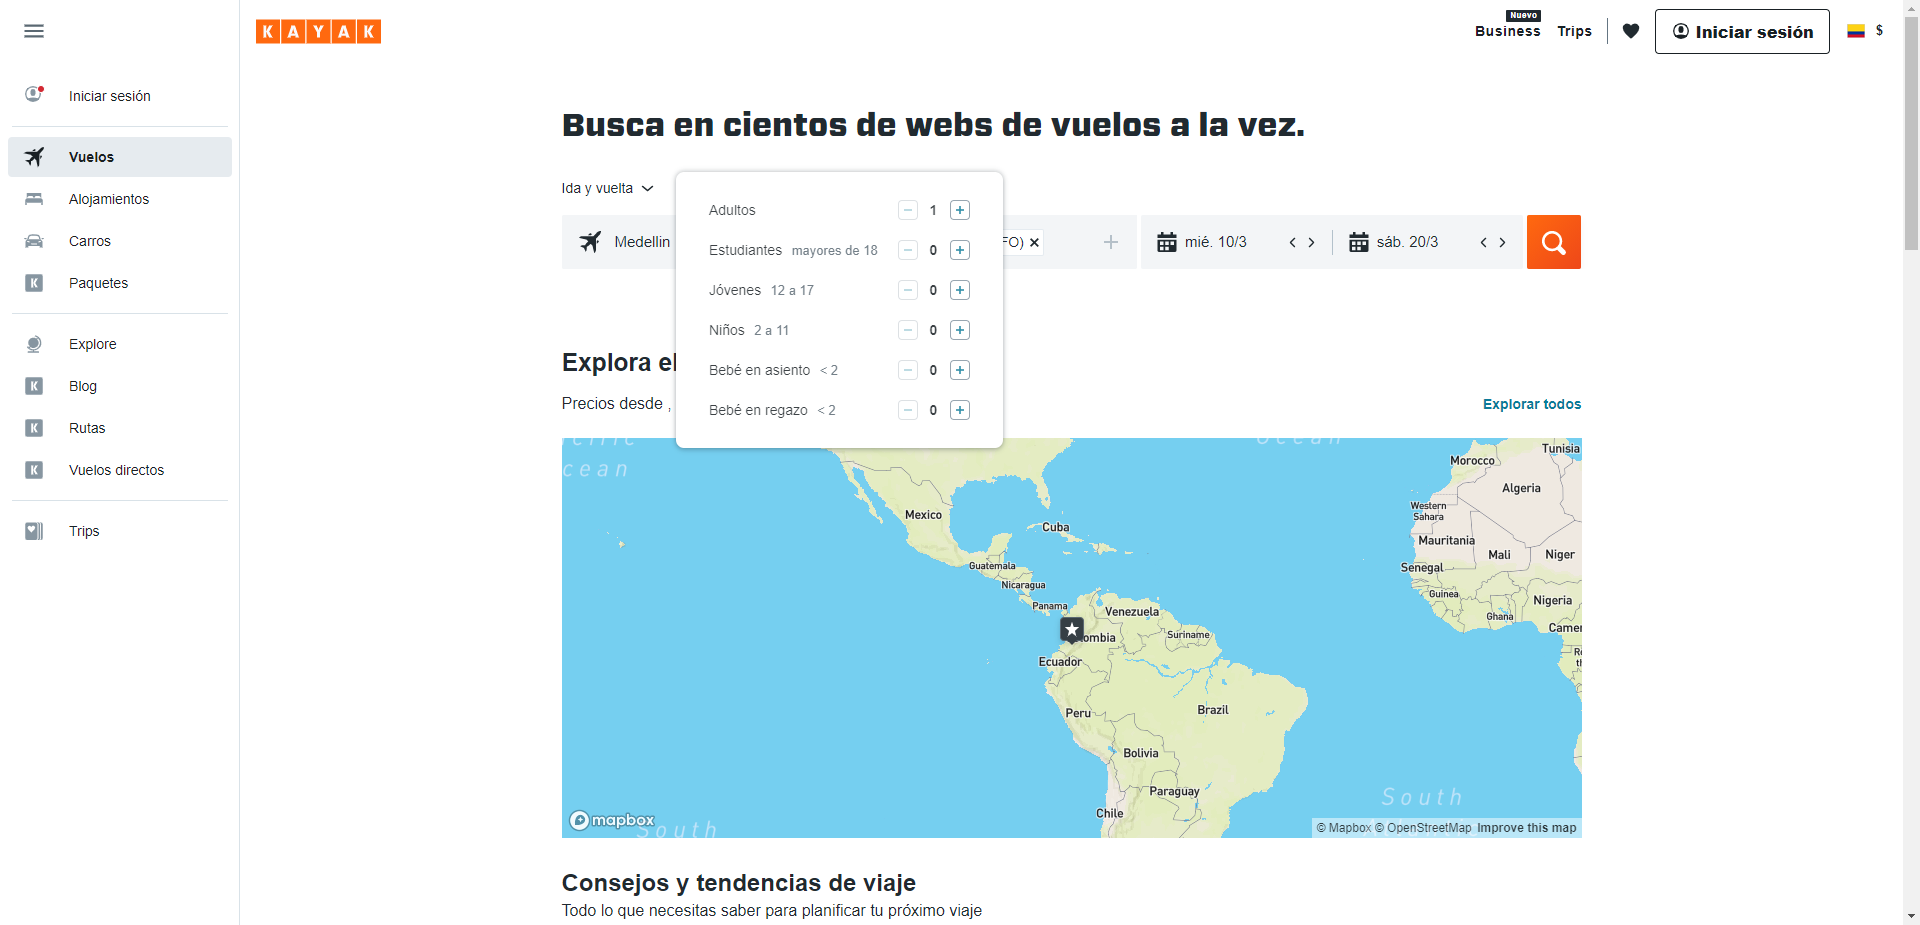 KAYAK
Nuevo
Business
Trips
Iniciar sesión
$
Iniciar sesión
Vuelos
Alojamientos
Carros
K
Paquetes
Explore
K
Blog
K
Rutas
K
Vuelos directos
Trips
Busca en cientos de webs de vuelos a la vez.
Ida y vuelta
Medellin
FO)
mié. 10/3
sáb. 20/3
Adultos 1
Estudiantes mayores de 18 0
Jóvenes 12 a 17 0
Niños 2 a 11 0
Bebé en asiento < 2 0
Bebé en regazo < 2 0
Explora el
Precios desde ,
Explorar todos
Ocean
Tunisia
Morocco
Algeria
Western
Sahara
Mauritania
Mali
Niger
Senegal
Guinea
Nigeria
Ghana
Mexico
Cuba
Guatemala
Nicaragua
Panama
Venezuela
Suriname
Ecuador
Peru
Brazil
Bolivia
Paraguay
Chile
South
South
mapbox
© Mapbox © OpenStreetMap Improve this map
Consejos y tendencias de viaje
Todo lo que necesitas saber para planificar tu próximo viaje